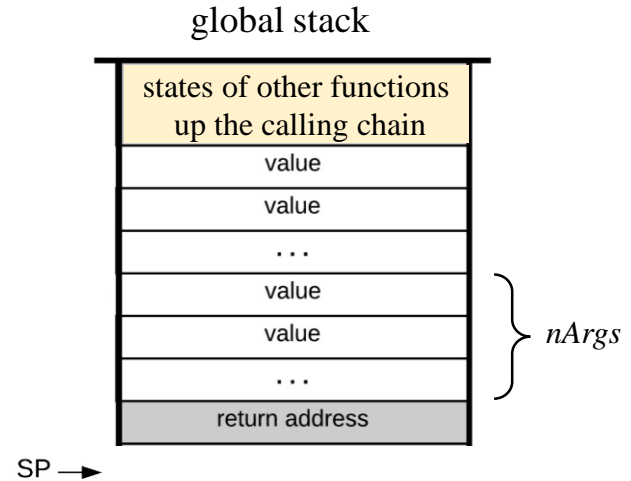 global stack
states of other functions
up the calling chain
value
value
...
value
value
...
nArgs
return address
SP